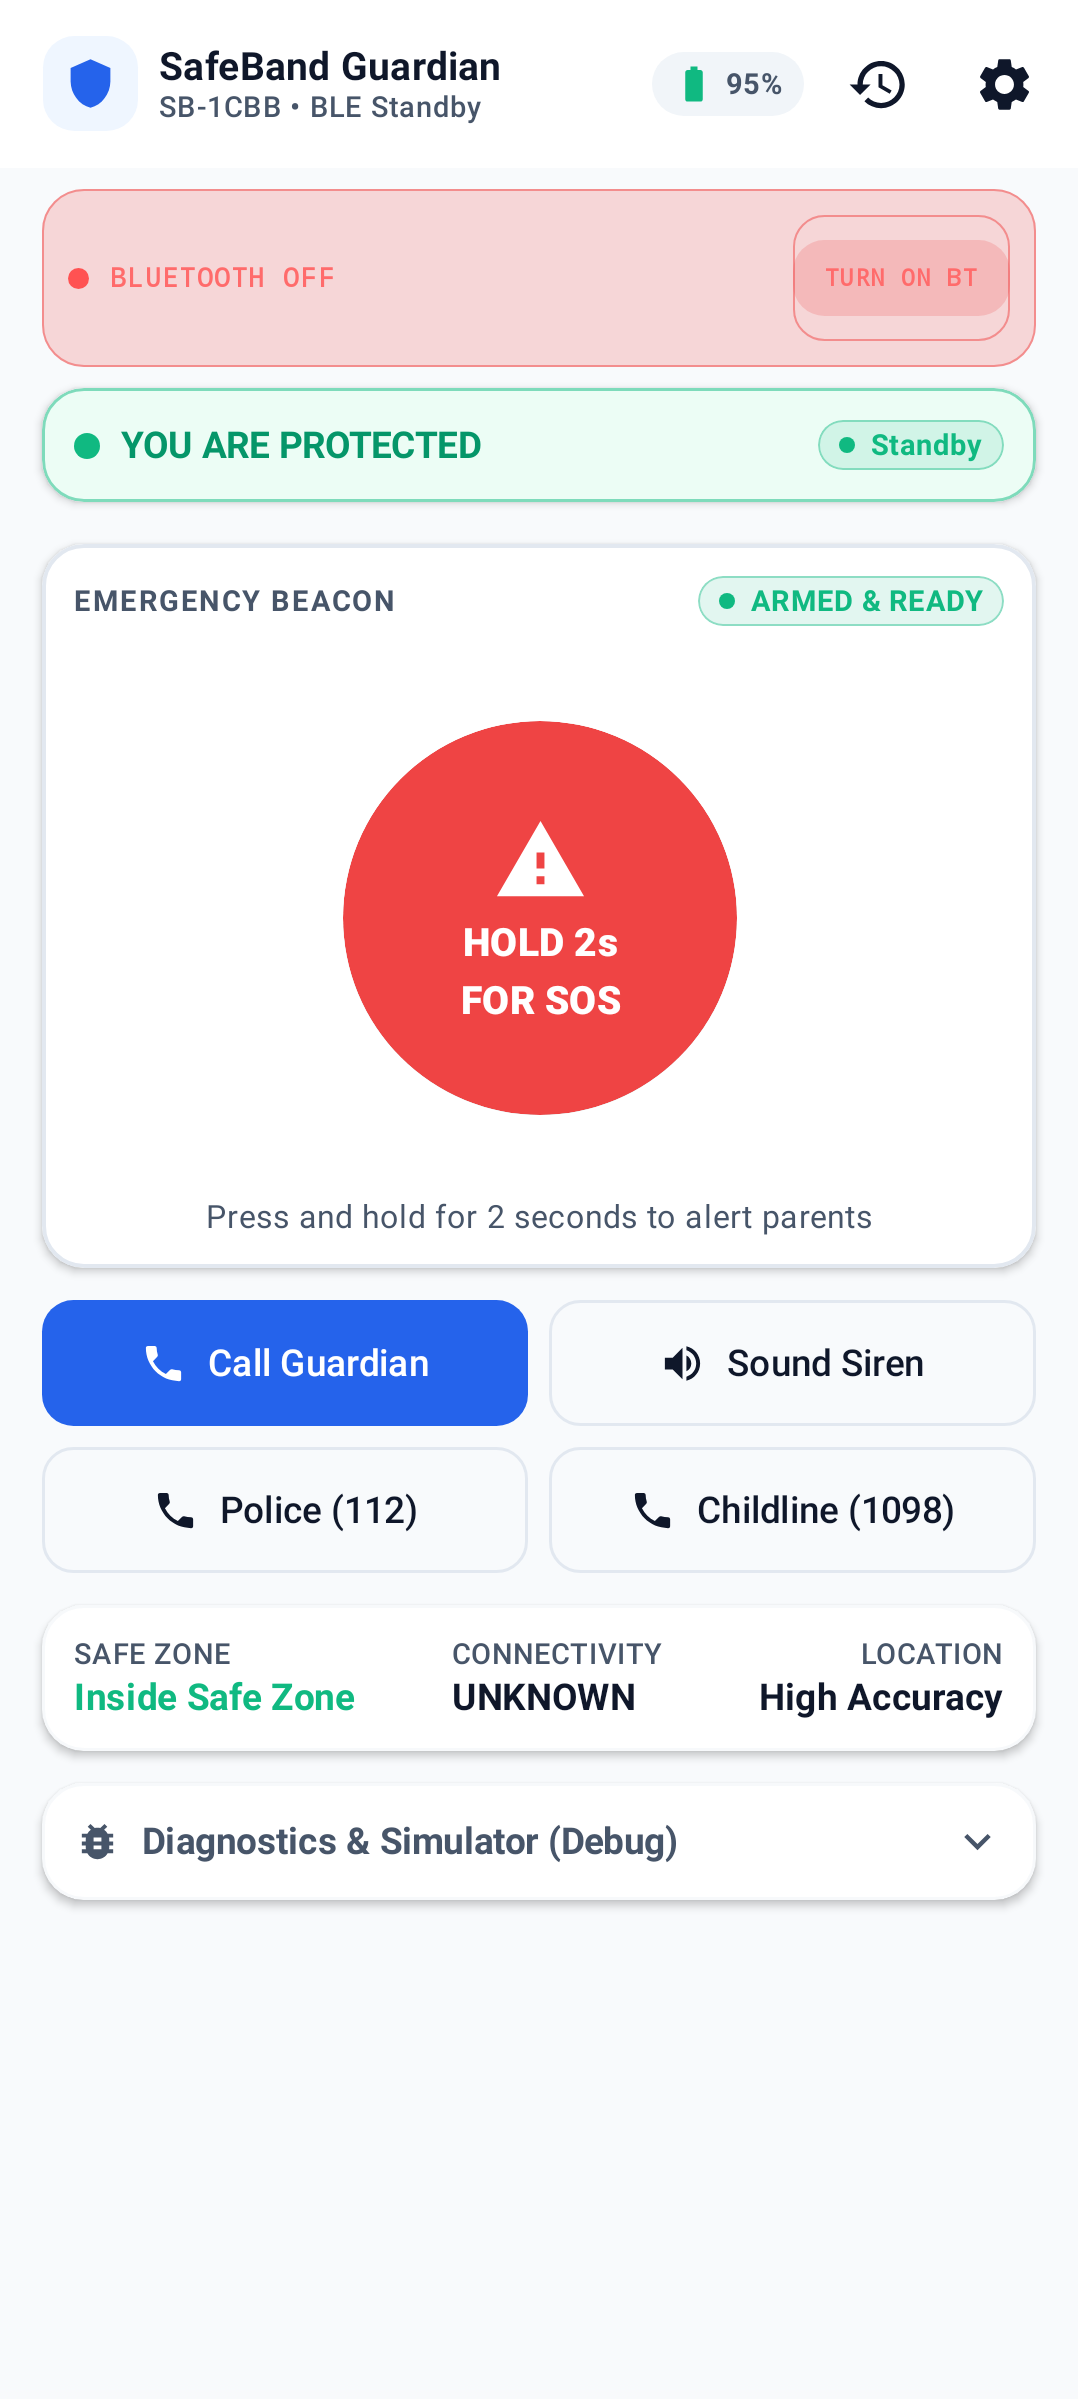 SafeBand Guardian
SB-1CBB • BLE Standby
95%
BLUETOOTH OFF
TURN ON BT
YOU ARE PROTECTED
Standby
EMERGENCY BEACON
ARMED & READY
HOLD 2s
FOR SOS
Press and hold for 2 seconds to alert parents
Call Guardian
Sound Siren
Police (112)
Childline (1098)
SAFE ZONE
Inside Safe Zone
CONNECTIVITY
UNKNOWN
LOCATION
High Accuracy
Diagnostics & Simulator (Debug)